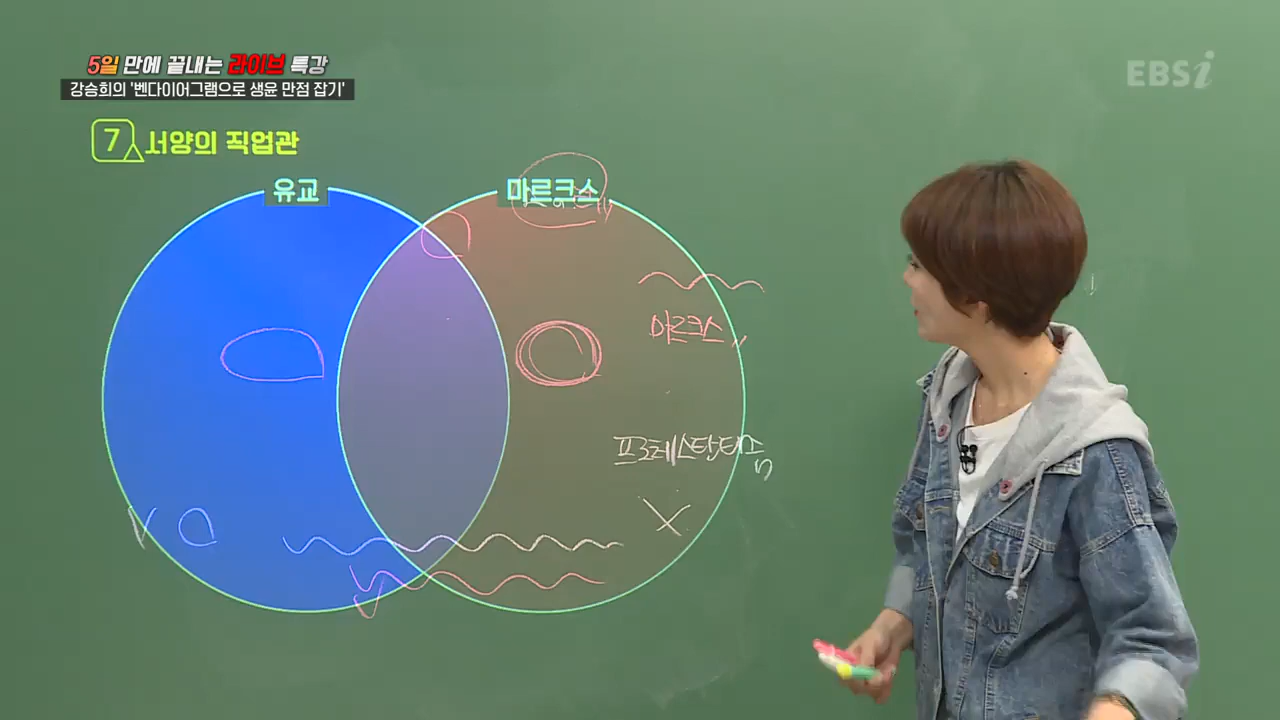 5일 만에 끝내는 라이브 특강
강승희의 '벤다이어그램으로 생윤 만점 잡기'
EBSi
7 서양의 직업관
유교
마르크스
마르크스
프로테스탄티즘
X